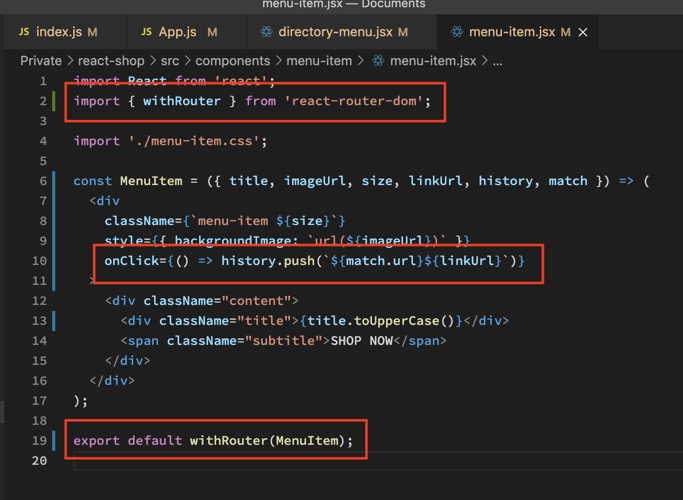 menu-item.jsx — Documents
JS index.js M JS App.js M directory-menu.jsx M menu-item.jsx M ×
Private > react-shop > src > components > menu-item > menu-item.jsx > ...
1 import React from 'react';
2 import { withRouter } from 'react-router-dom';
3
4 import './menu-item.css';
5
6 const MenuItem = ({ title, imageUrl, size, linkUrl, history, match }) => (
7 <div
8 className={`menu-item ${size}`}
9 style={{ backgroundImage: `url(${imageUrl})` }}
10 onClick={() => history.push(`${match.url}${linkUrl}`)}
11 >
12 <div className="content">
13 <div className="title">{title.toUpperCase()}</div>
14 <span className="subtitle">SHOP NOW</span>
15 </div>
16 </div>
17 );
18
19 export default withRouter(MenuItem);
20